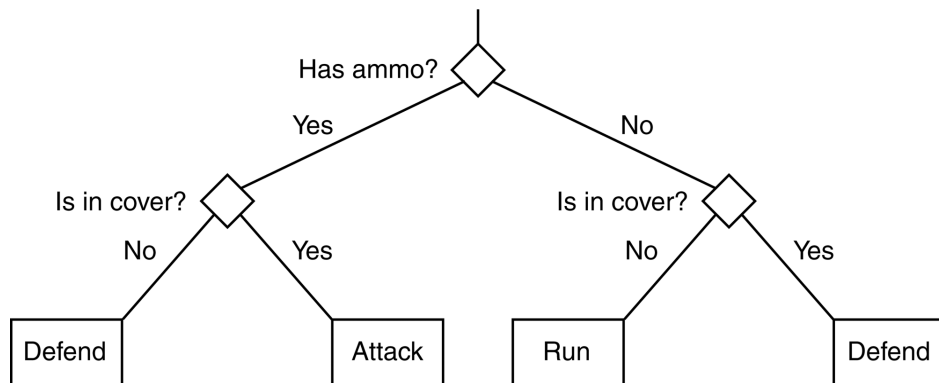 Has ammo?
Yes
No
Is in cover?
Is in cover?
No
Yes
No
Yes
Defend
Attack
Run
Defend